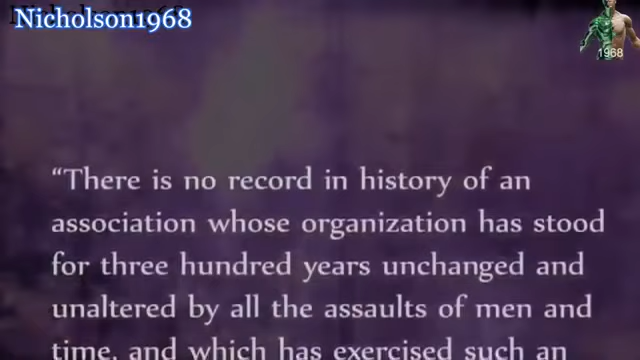 Nicholson1968
1968
“There is no record in history of an
association whose organization has stood
for three hundred years unchanged and
unaltered by all the assaults of men and
time, and which has exercised such an